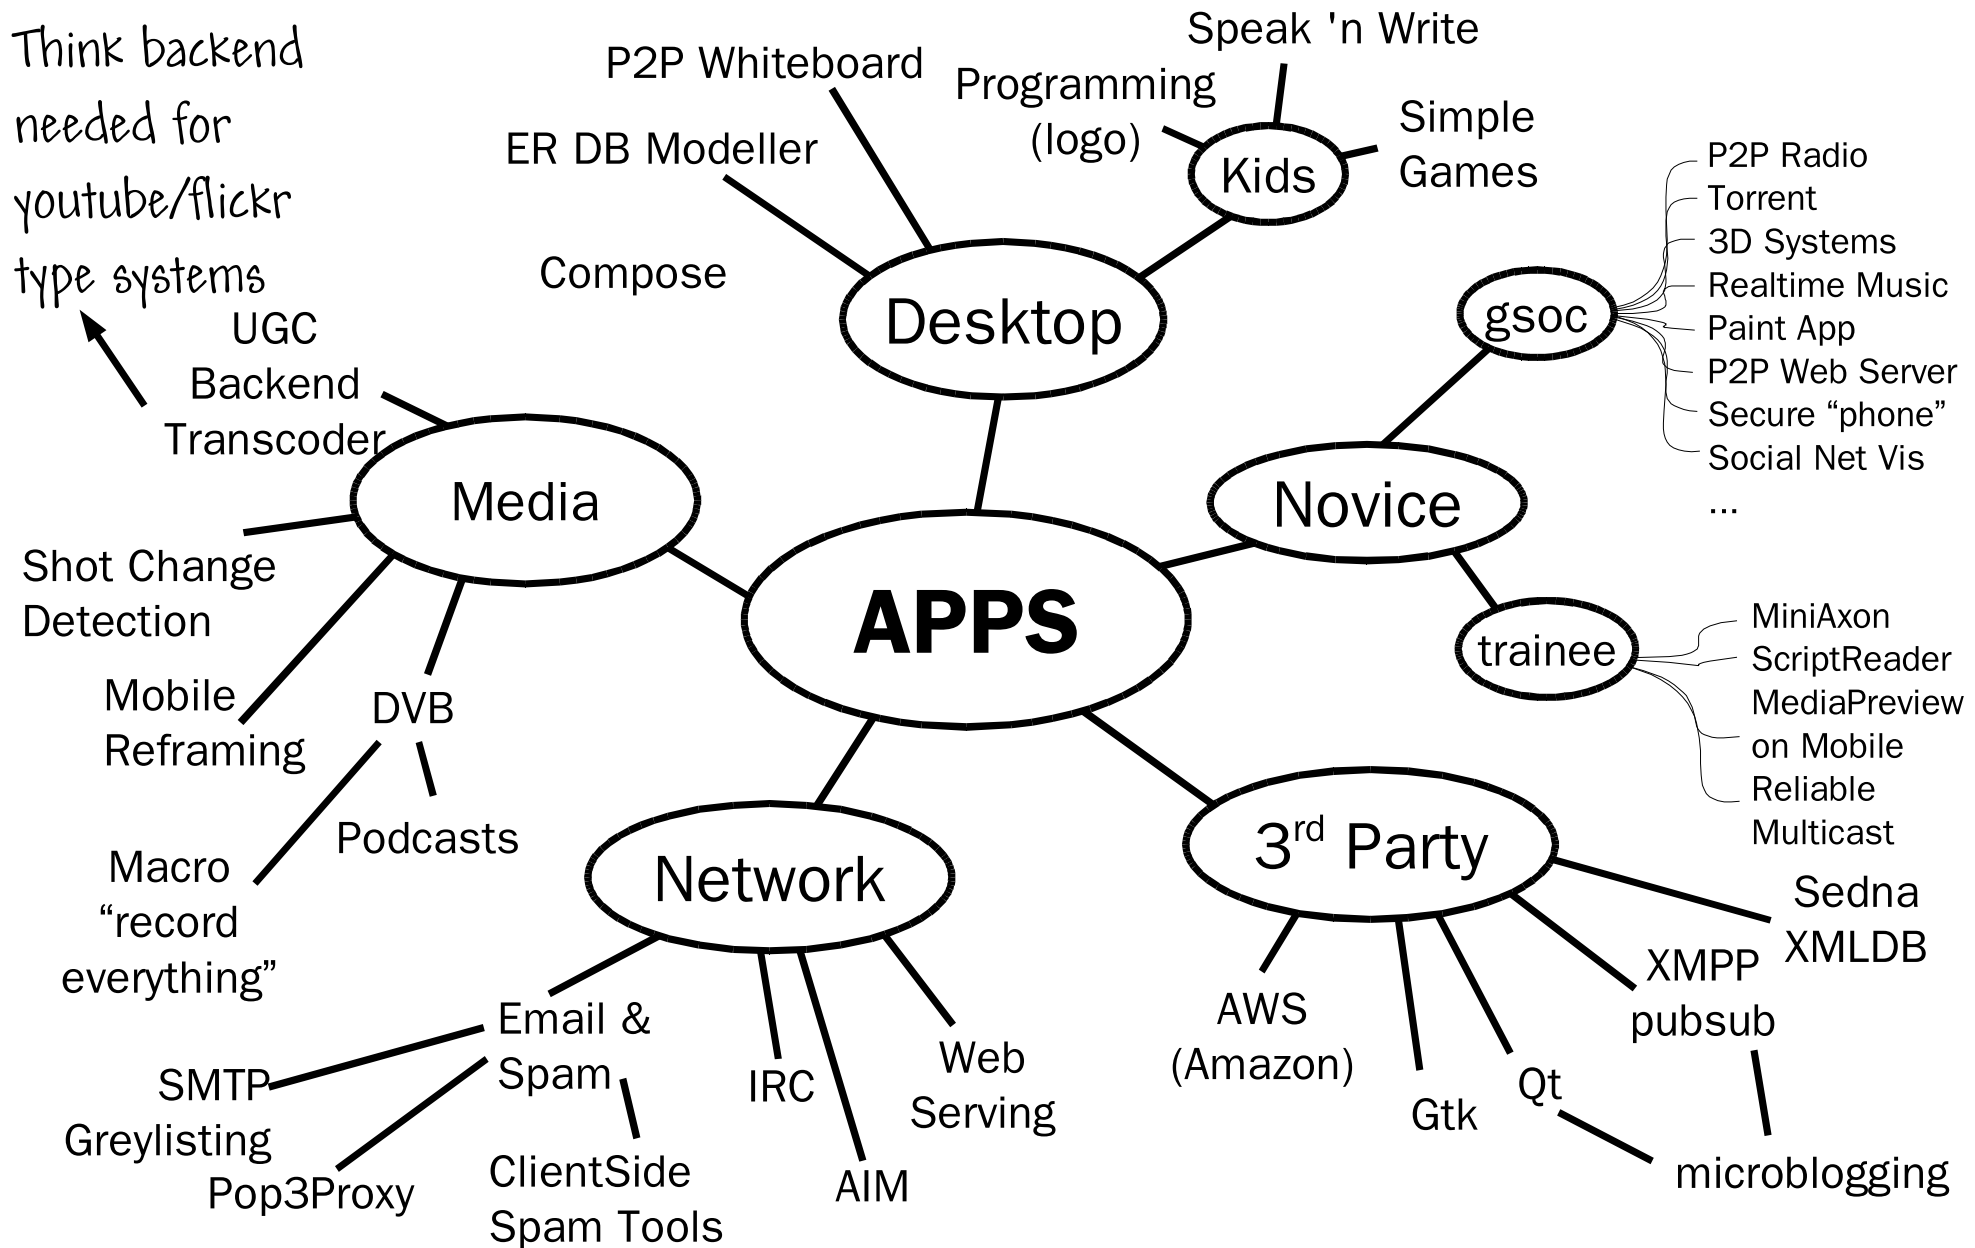 Think backend
needed for
youtube/flickr
type systems
UGC
Backend
Transcoder
P2P Whiteboard
ER DB Modeller
Compose
Desktop
Speak 'n Write
Programming
(logo)
Simple
Games
Kids
gsoc
P2P Radio
Torrent
3D Systems
Realtime Music
Paint App
P2P Web Server
Secure “phone”
Social Net Vis
...
Media
Novice
APPS
Shot Change
Detection
Mobile
Reframing
DVB
Podcasts
Macro
“record
everything”
trainee
MiniAxon
ScriptReader
MediaPreview
on Mobile
Reliable
Multicast
Network
3rd Party
Email &
Spam
SMTP
Greylisting
Pop3Proxy
ClientSide
Spam Tools
IRC
AIM
Web
Serving
AWS
(Amazon)
Gtk
Qt
XMPP
pubsub
Sedna
XMLDB
microblogging